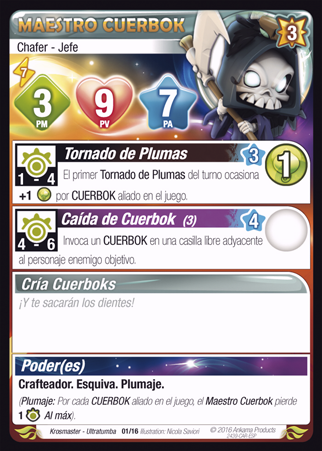 MAESTRO CUERBOK
3
Chafer - Jefe
7
3
PM
9
PV
7
PA
Tornado de Plumas
3
1 - 4
1
El primer Tornado de Plumas del turno ocasiona
+1 por CUERBOK aliado en el juego.
Caída de Cuerbok (3)
4
4 - 6
Invoca un CUERBOK en una casilla libre adyacente
al personaje enemigo objetivo.
Cría Cuerboks
¡Y te sacarán los dientes!
Poder(es)
Crafteador. Esquiva. Plumaje.
(Plumaje: Por cada CUERBOK aliado en el juego, el Maestro Cuerbok pierde
1 Al máx).
Krosmaster - Ultratumba 01/16 Illustration: Nicola Saviori
© 2016 Ankama Products